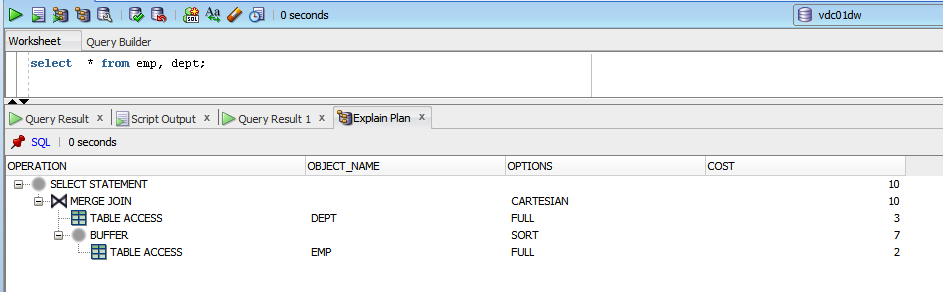 0 seconds vdc01dw
Worksheet Query Builder
select * from emp, dept;
Query Result x Script Output x Query Result 1 x Explain Plan x
SQL | 0 seconds
OPERATION OBJECT_NAME OPTIONS COST
SELECT STATEMENT 10
MERGE JOIN CARTESIAN 10
TABLE ACCESS DEPT FULL 3
BUFFER SORT 7
TABLE ACCESS EMP FULL 2